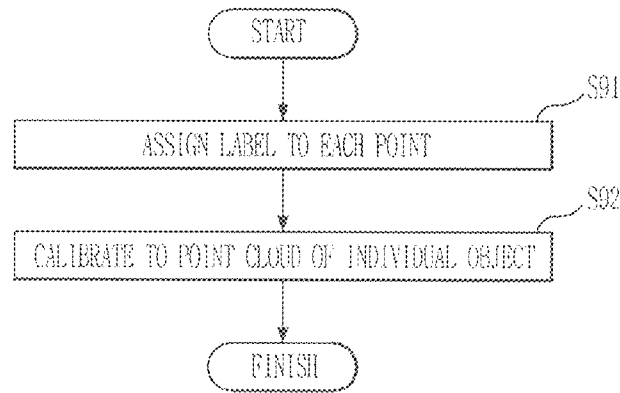 START
S91
ASSIGN LABEL TO EACH POINT
S92
CALIBRATE TO POINT CLOUD OF INDIVIDUAL OBJECT
FINISH